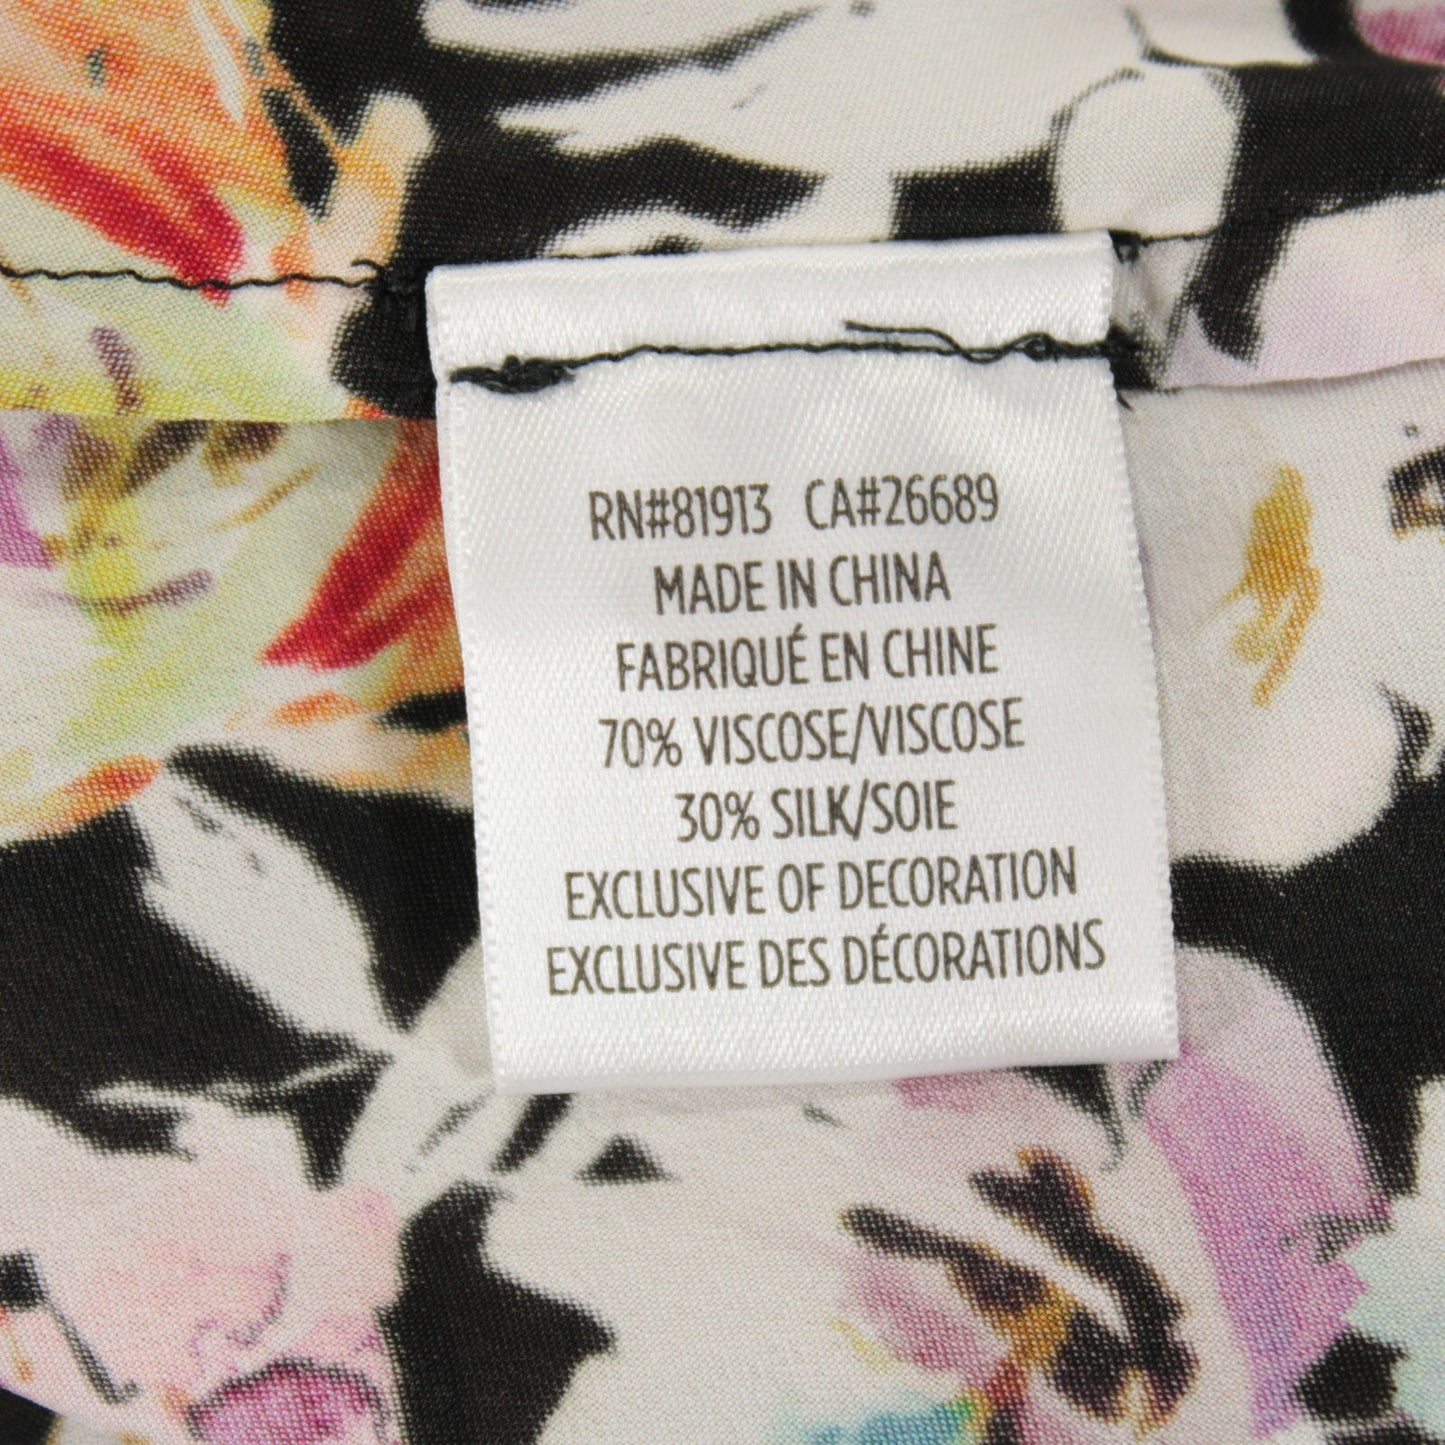 RN#81913 CA#26689
MADE IN CHINA
FABRIQUÉ EN CHINE
70% VISCOSE/VISCOSE
30% SILK/SOIE
EXCLUSIVE OF DECORATION
EXCLUSIVE DES DÉCORATIONS